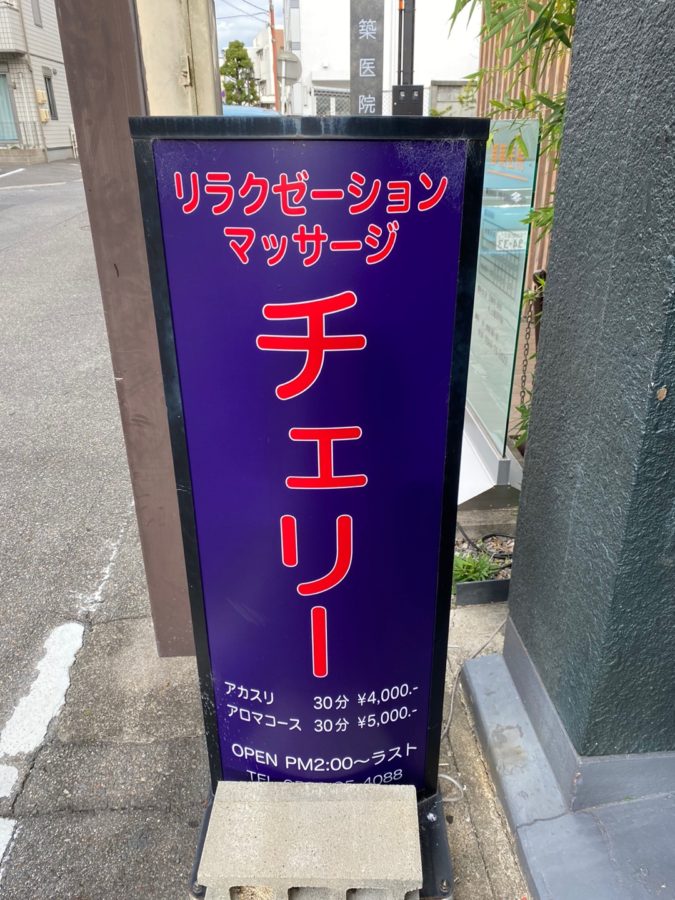 築医院
リラクゼーション
マッサージ
チェリー
アカスリ 30分 ¥4,000.-
アロマコース 30分 ¥5,000.-
OPEN PM2:00〜ラスト
TEL 4088